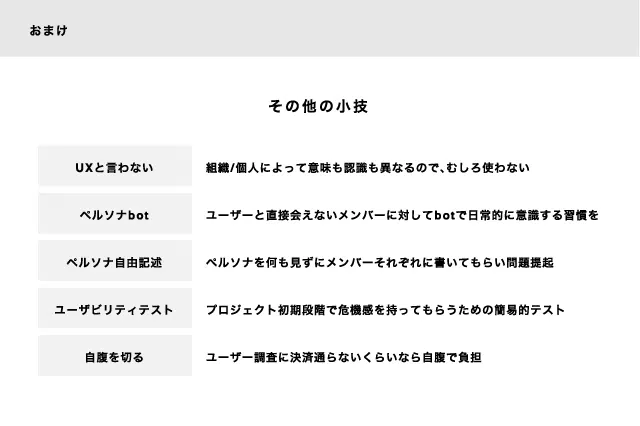 おまけ
その他の小技
UXと言わない
組織/個人によって意味も認識も異なるので、むしろ使わない
ペルソナbot
ユーザーと直接会えないメンバーに対してbotで日常的に意識する習慣を
ペルソナ自由記述
ペルソナを何も見ずにメンバーそれぞれに書いてもらい問題提起
ユーザビリティテスト
プロジェクト初期段階で危機感を持ってもらうための簡易的テスト
自腹を切る
ユーザー調査に決済通らないくらいなら自腹で負担